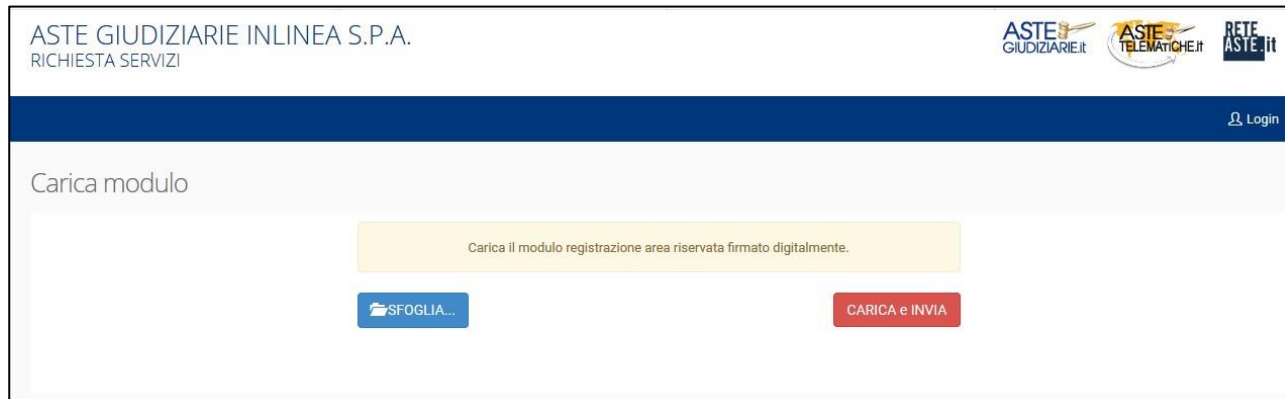 ASTE GIUDIZIARIE INLINEA S.P.A.
RICHIESTA SERVIZI
ASTE
GIUDIZIARIE.it
ASTE
TELEMATICHE.it
RETE
ASTE.it
Login
Carica modulo
Carica il modulo registrazione area riservata firmato digitalmente.
SFOGLIA...
CARICA e INVIA